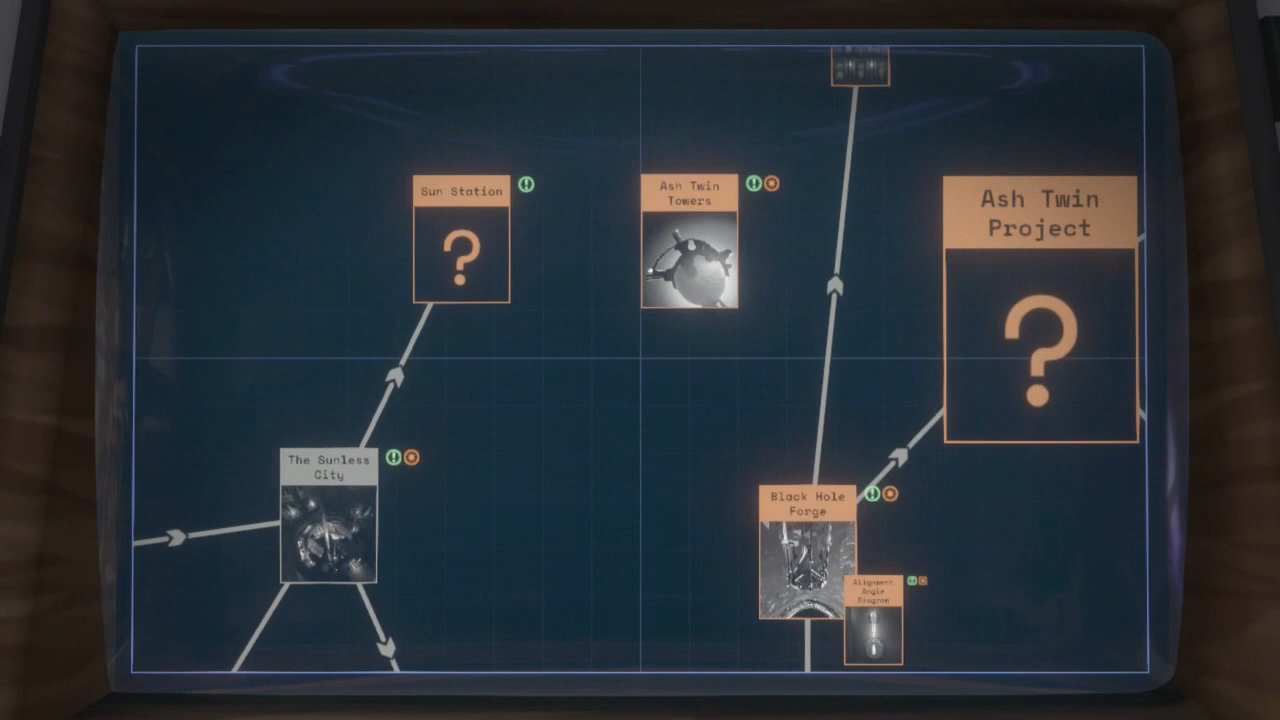 Sun Station
?
Ash Twin
Towers
Ash Twin
Project
?
The Sunless
City
Black Hole
Forge
Alignment
Angle
Diagram